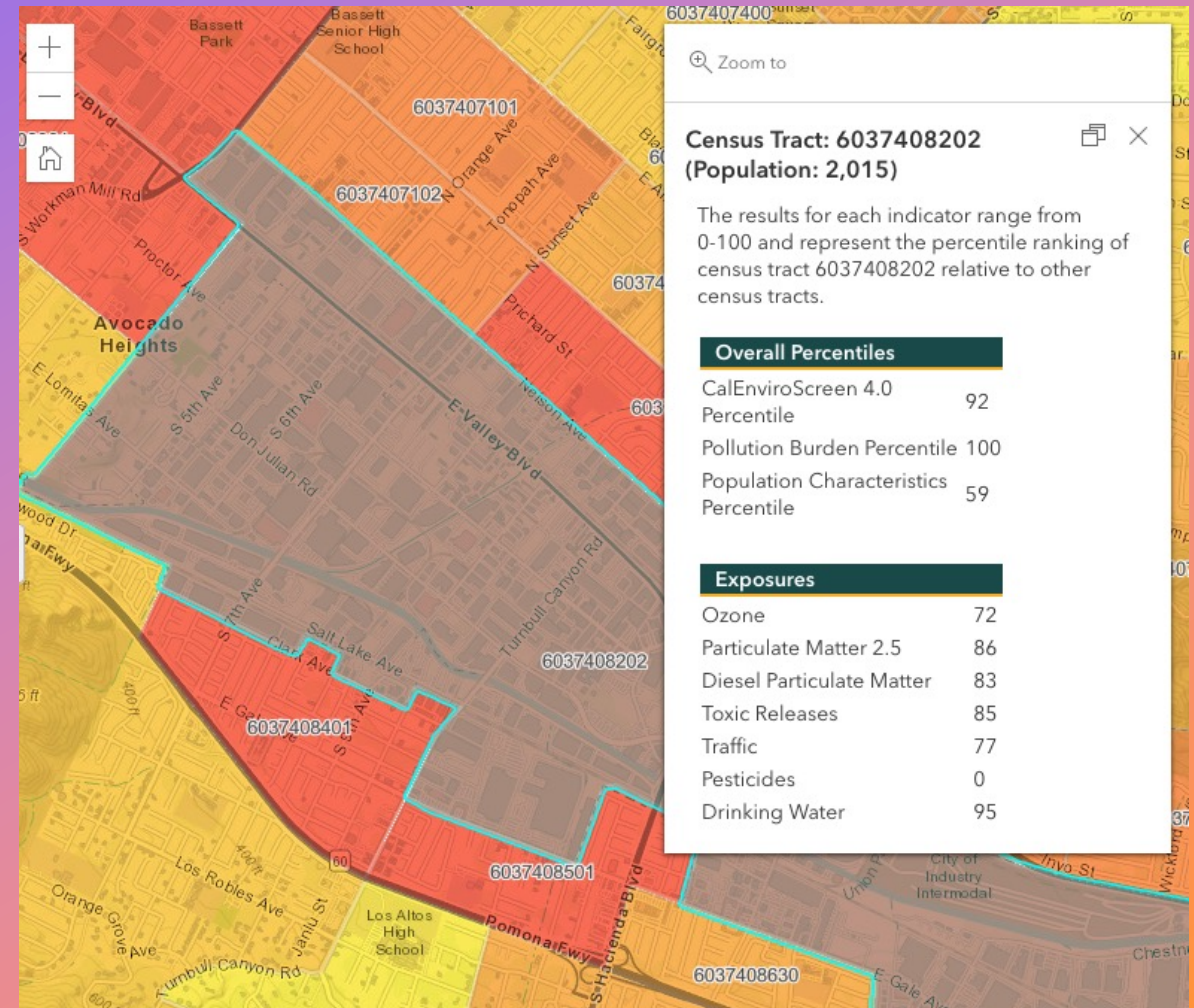 Bassett
Park
Bassett
Senior High
School
6037407400
6037407101
6037407102
N Orange Ave
Tonopah Ave
N Sunset Ave
S Workman Mill Rd
Proctor Ave
Prichard St
Avocado
Heights
E Lomitas Ave
S 5th Ave
S 6th Ave
Don Julian Rd
E Valley Blvd
Nelson Ave
Turnbull Canyon Rd
S 7th Ave
Salt Lake Ave
Clark Ave
6037408202
6037408401
S 9th Ave
400 ft
60
6037408501
Los Robles Ave
400 ft
Orange Grove Ave
Janlu St
Los Altos
High
School
Turnbull Canyon Rd
Pomona Fwy
S Hacienda Blvd
6037408630
E Gale Ave
City of
Industry
Intermodal
Zoom to
Census Tract: 6037408202
(Population: 2,015)
The results for each indicator range from
0-100 and represent the percentile ranking of
census tract 6037408202 relative to other
census tracts.
Overall Percentiles
CalEnviroScreen 4.0
Percentile 92
Pollution Burden Percentile 100
Population Characteristics
Percentile 59
Exposures
Ozone 72
Particulate Matter 2.5 86
Diesel Particulate Matter 83
Toxic Releases 85
Traffic 77
Pesticides 0
Drinking Water 95